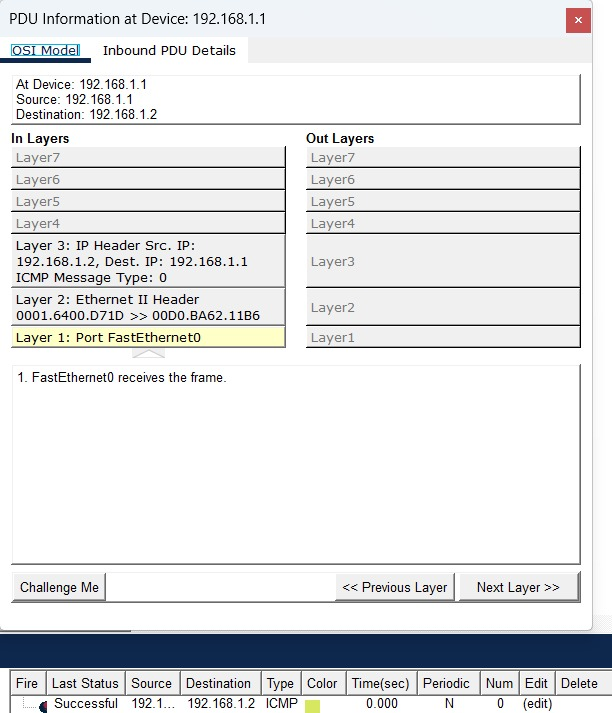 PDU Information at Device: 192.168.1.1
OSI Model Inbound PDU Details
At Device: 192.168.1.1
Source: 192.168.1.1
Destination: 192.168.1.2
In Layers Out Layers
Layer7 Layer7
Layer6 Layer6
Layer5 Layer5
Layer4 Layer4
Layer 3: IP Header Src. IP:
192.168.1.2, Dest. IP: 192.168.1.1
ICMP Message Type: 0
Layer3
Layer 2: Ethernet II Header
0001.6400.D71D >> 00D0.BA62.11B6
Layer2
Layer 1: Port FastEthernet0 Layer1
1. FastEthernet0 receives the frame.
Challenge Me << Previous Layer Next Layer >>
Fire Last Status Source Destination Type Color Time(sec) Periodic Num Edit Delete
Successful 192.1... 192.168.1.2 ICMP 0.000 N 0 (edit)